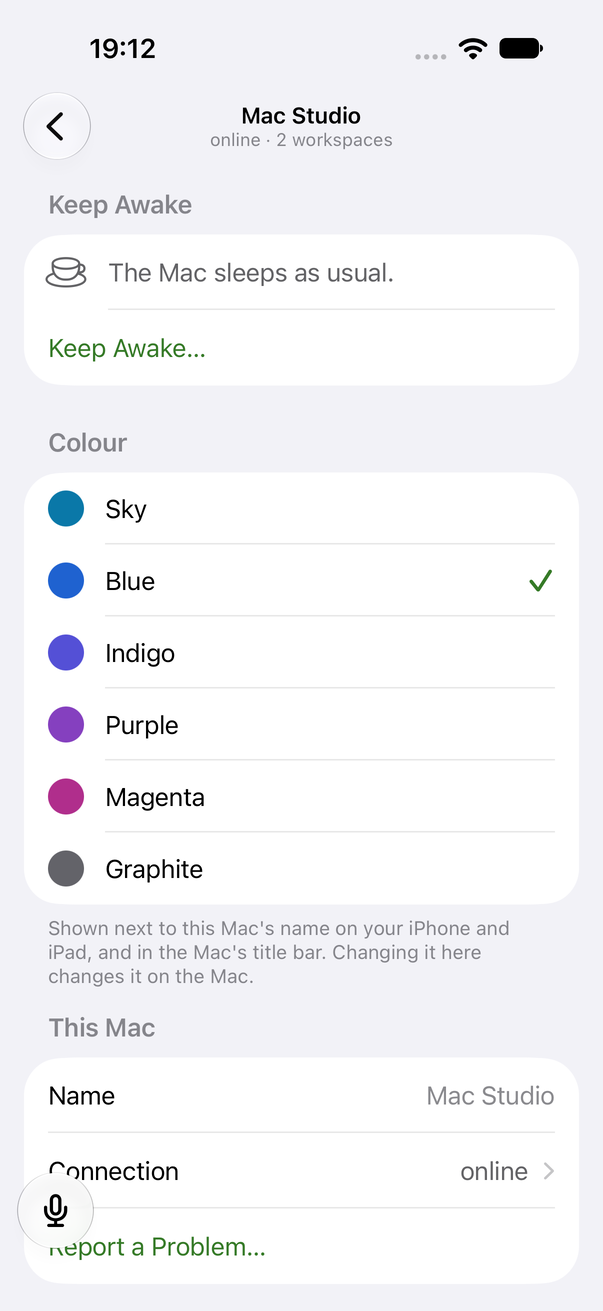 19:12
Mac Studio
online · 2 workspaces
Keep Awake
The Mac sleeps as usual.
Keep Awake...
Colour
Sky
Blue
Indigo
Purple
Magenta
Graphite
Shown next to this Mac's name on your iPhone and
iPad, and in the Mac's title bar. Changing it here
changes it on the Mac.
This Mac
Name Mac Studio
Connection online
Report a Problem...